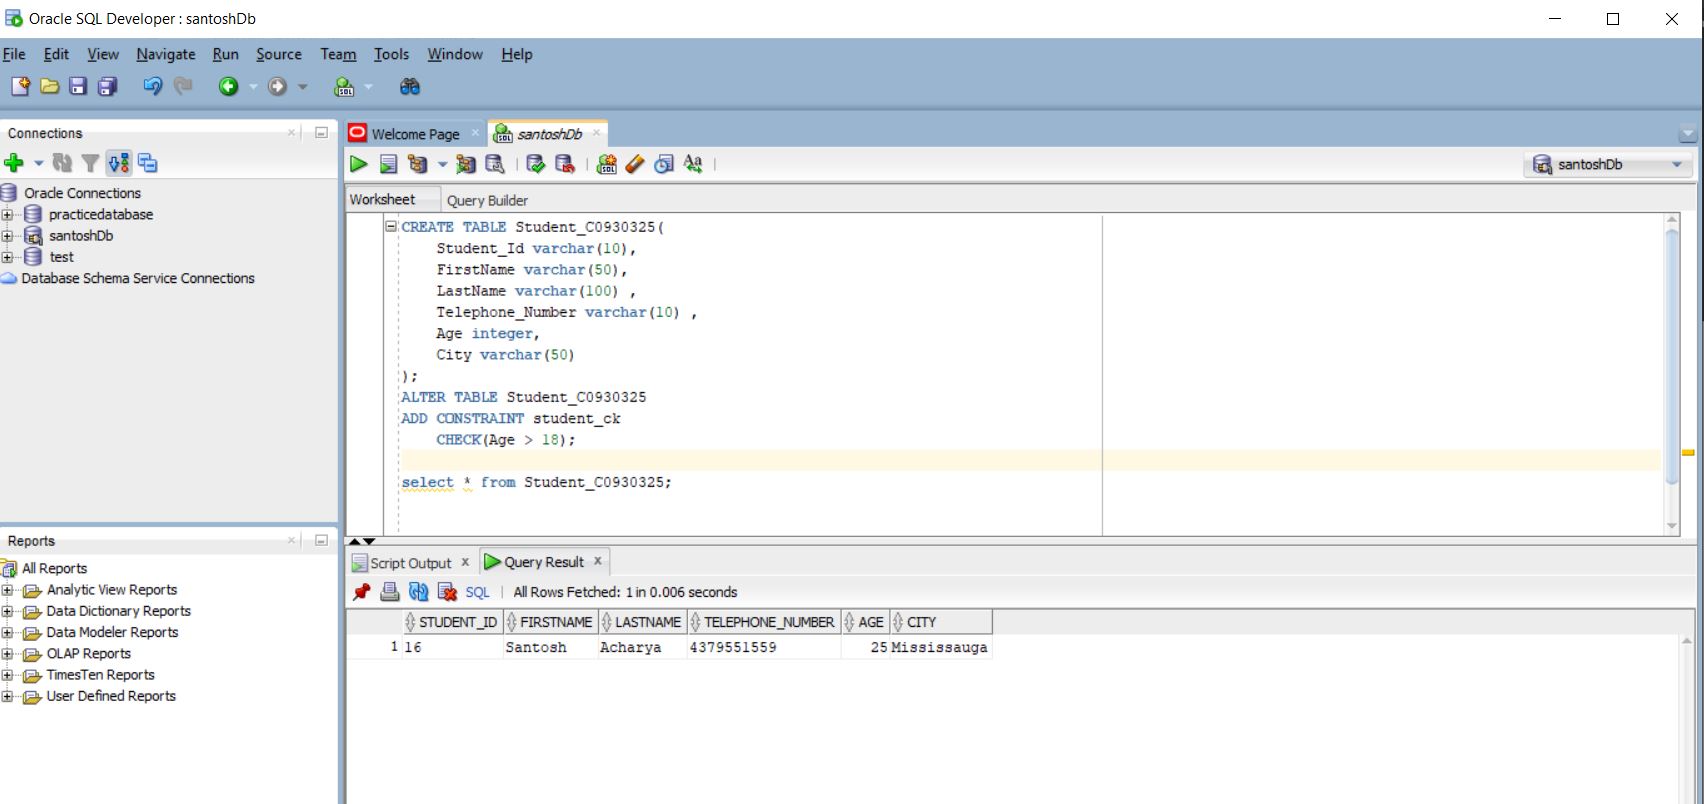 Oracle SQL Developer : santoshDb
File Edit View Navigate Run Source Team Tools Window Help
Connections
Oracle Connections
practicedatabase
santoshDb
test
Database Schema Service Connections
Reports
All Reports
Analytic View Reports
Data Dictionary Reports
Data Modeler Reports
OLAP Reports
TimesTen Reports
User Defined Reports
Welcome Page santoshDb
santoshDb
Worksheet Query Builder
CREATE TABLE Student_C0930325(
Student_Id varchar(10),
FirstName varchar(50),
LastName varchar(100) ,
Telephone_Number varchar(10) ,
Age integer,
City varchar(50)
);
ALTER TABLE Student_C0930325
ADD CONSTRAINT student_ck
CHECK(Age > 18);
select * from Student_C0930325;
Script Output x Query Result x
SQL | All Rows Fetched: 1 in 0.006 seconds
STUDENT_ID FIRSTNAME LASTNAME TELEPHONE_NUMBER AGE CITY
1 16 Santosh Acharya 4379551559 25 Mississauga